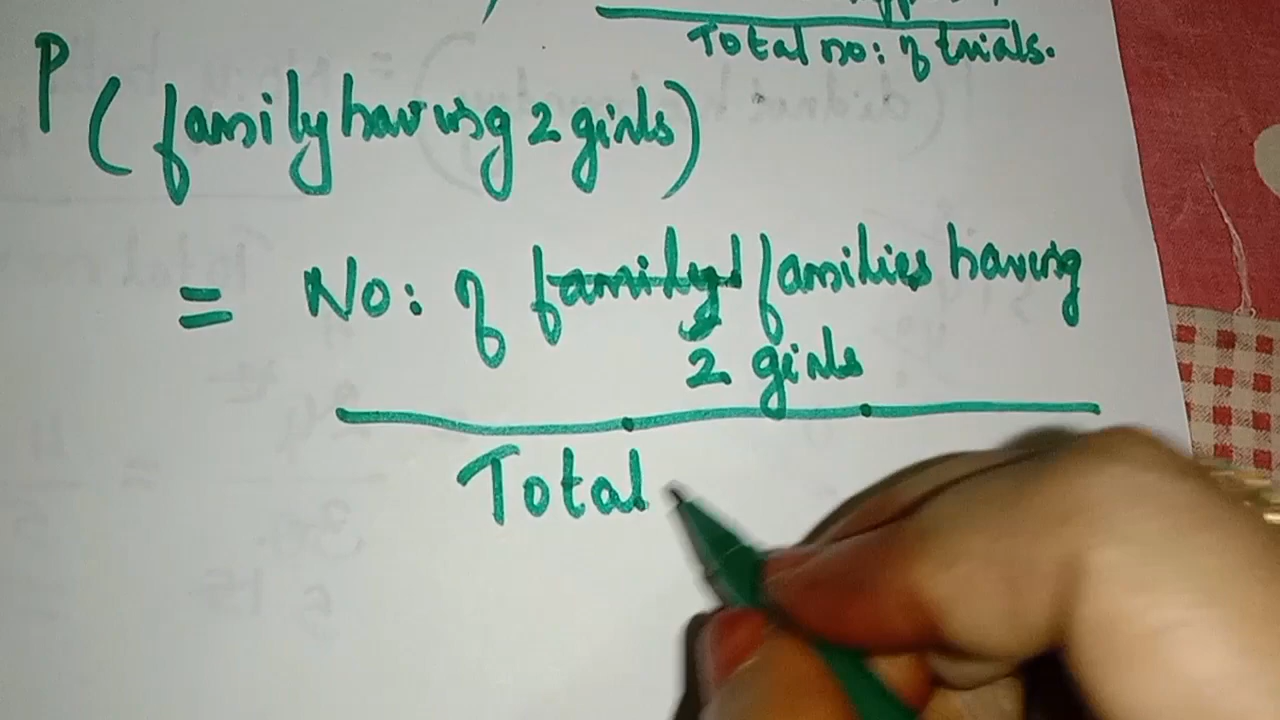 Total no: of trials.
P (family having 2 girls)
= No: of family families having
2 girls
Total